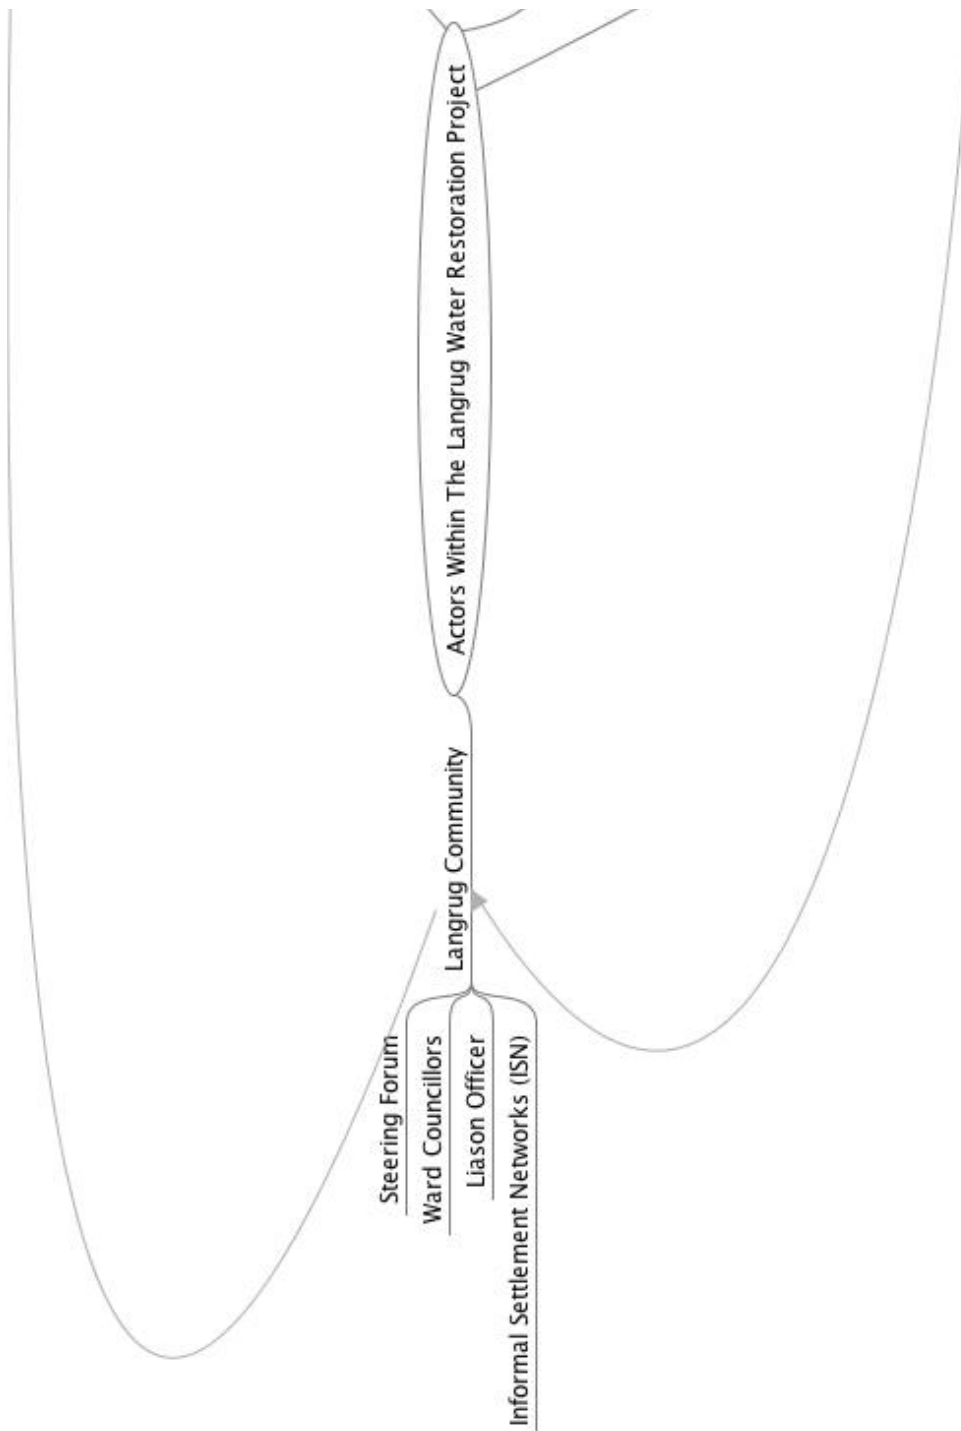 Actors Within The Langrug Water Restoration Project
Langrug Community
Steering Forum
Ward Councillors
Liason Officer
Informal Settlement Networks (ISN)